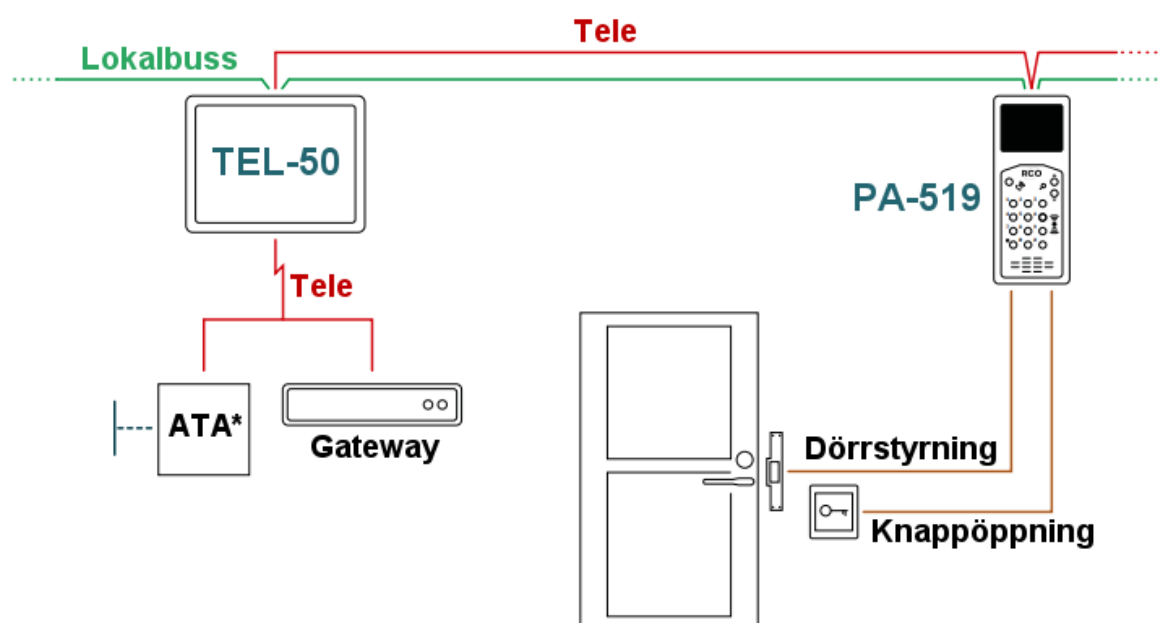 Tele
Lokalbuss
TEL-50
PA-519
RCO
Tele
ATA*
Gateway
Dörrstyrning
Knappöppning